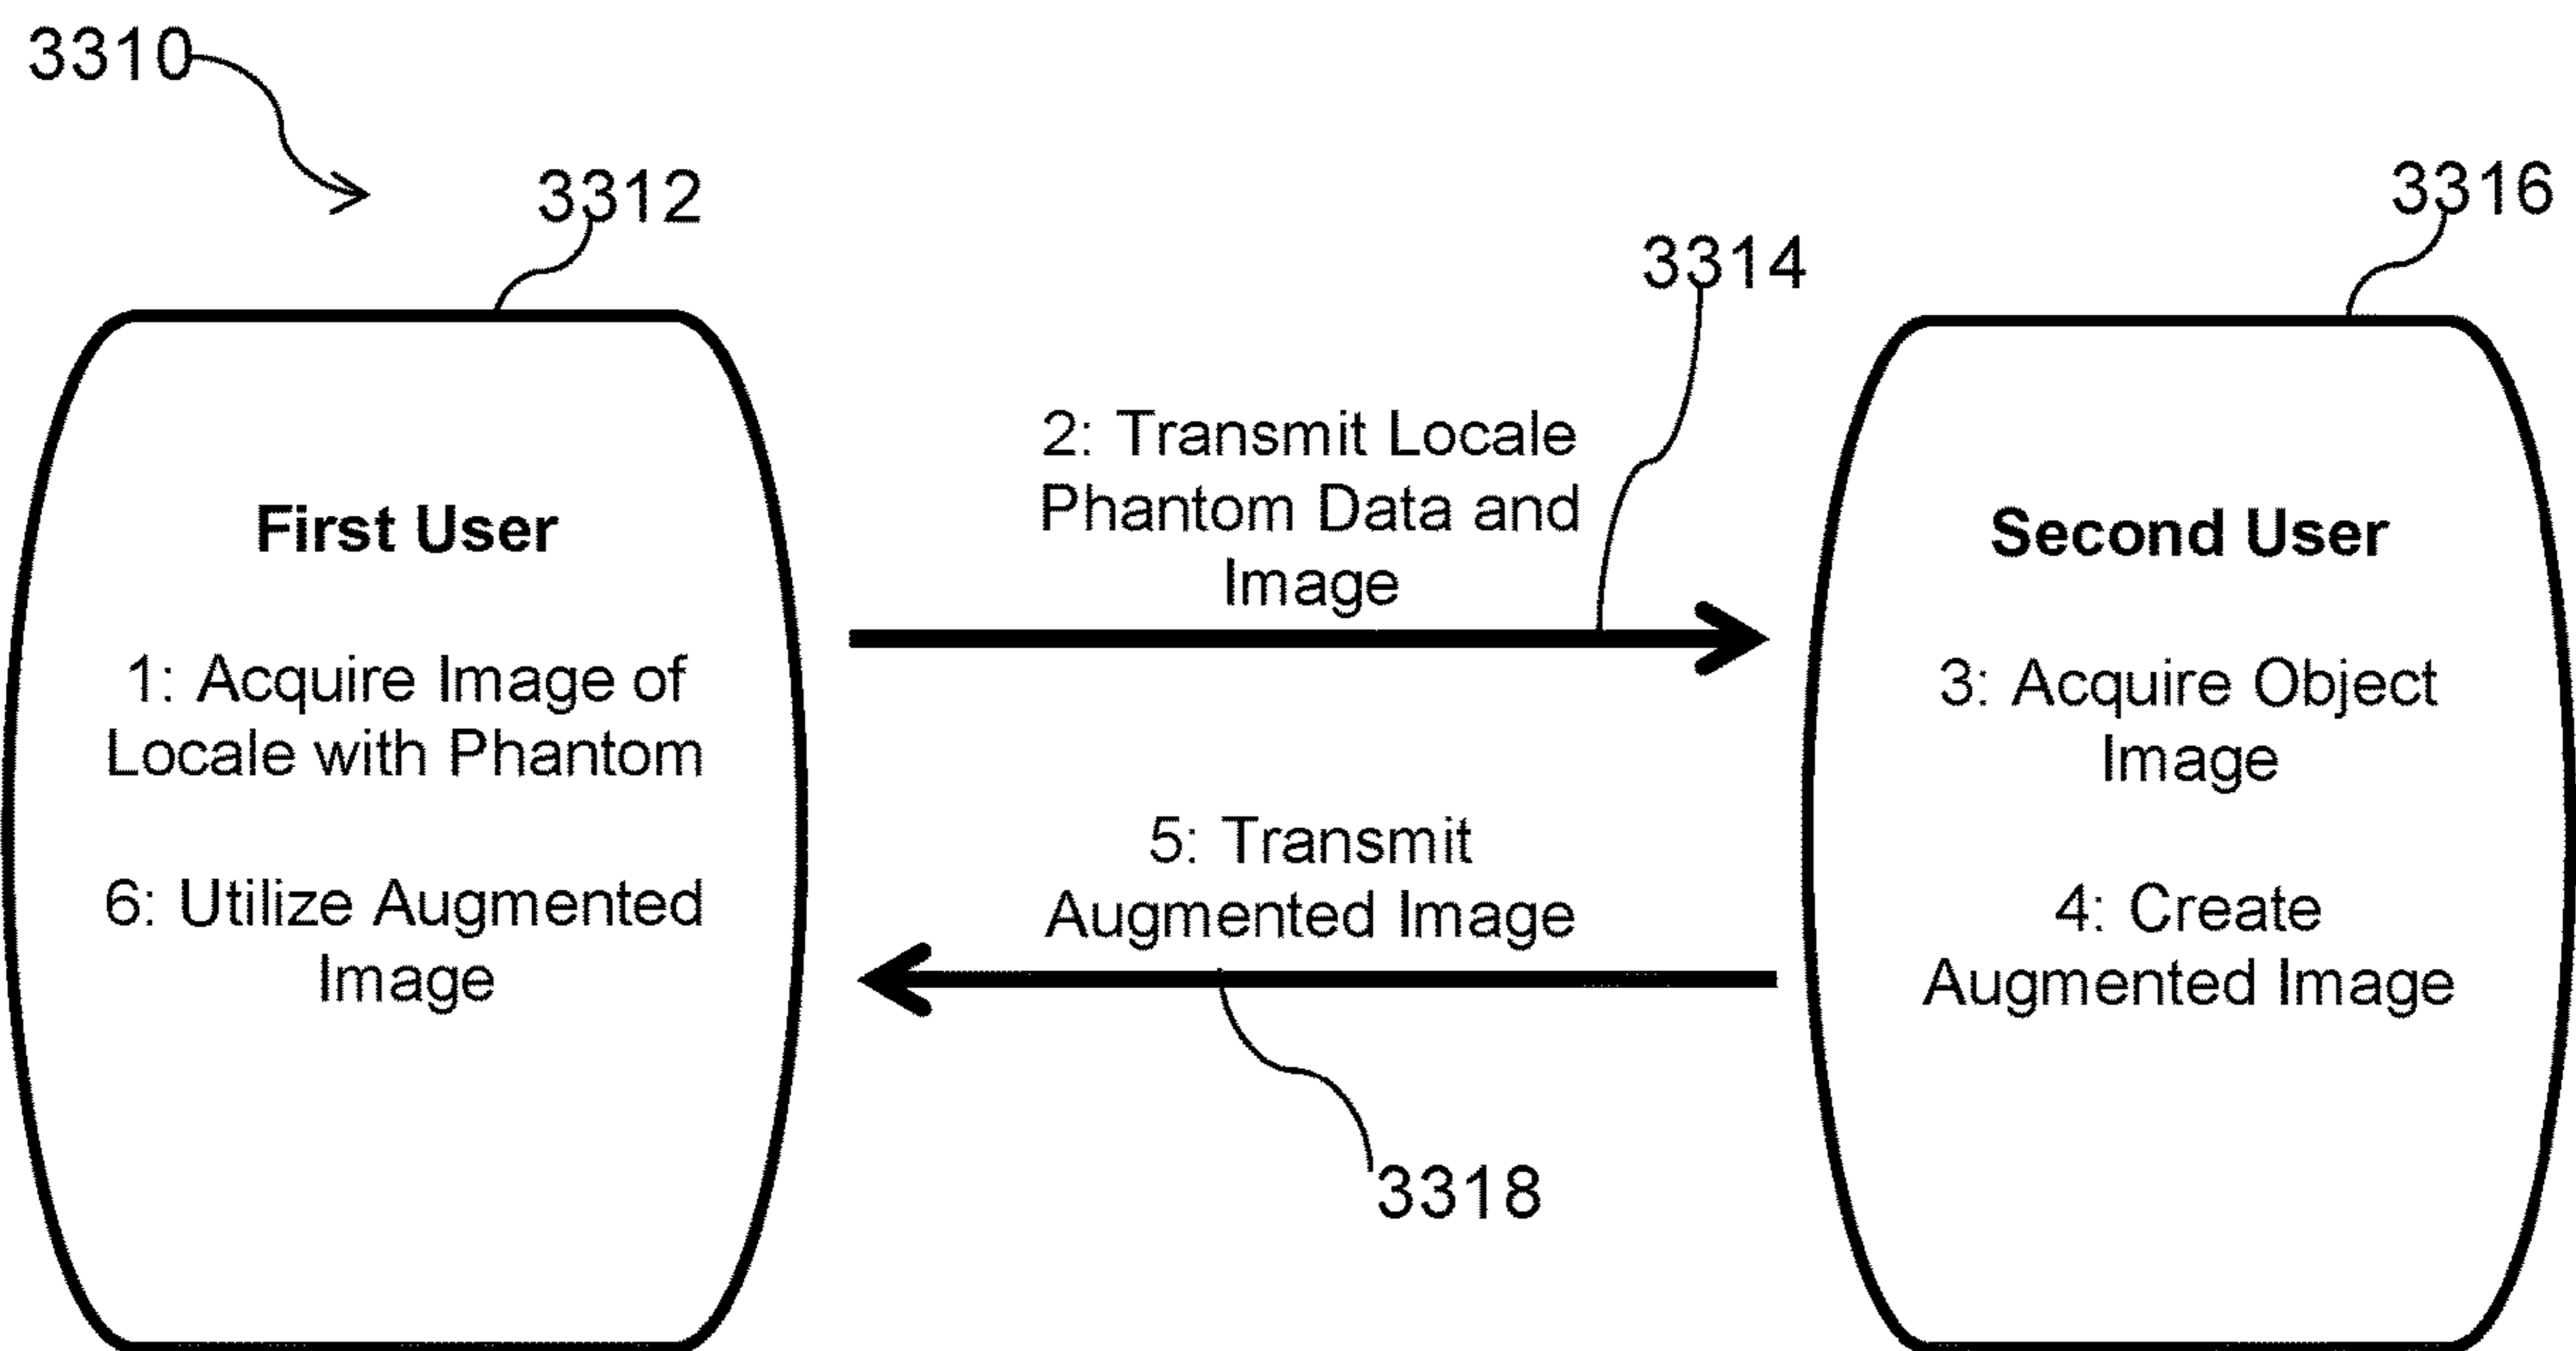 3310
3312
3316
3314
First User
1: Acquire Image of
Locale with Phantom
6: Utilize Augmented
Image
2: Transmit Locale
Phantom Data and
Image
5: Transmit
Augmented Image
3318
Second User
3: Acquire Object
Image
4: Create
Augmented Image